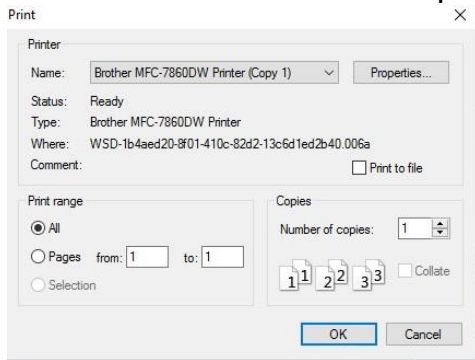 Print
Printer
Name: Brother MFC-7860DW Printer (Copy 1) Properties...
Status: Ready
Type: Brother MFC-7860DW Printer
Where: WSD-1b4aed20-8f01-410c-82d2-13c6d1ed2b40.006a
Comment: Print to file
Print range
All
Pages from: 1 to: 1
Selection
Copies
Number of copies: 1
1 1 2 2 3 3 Collate
OK Cancel